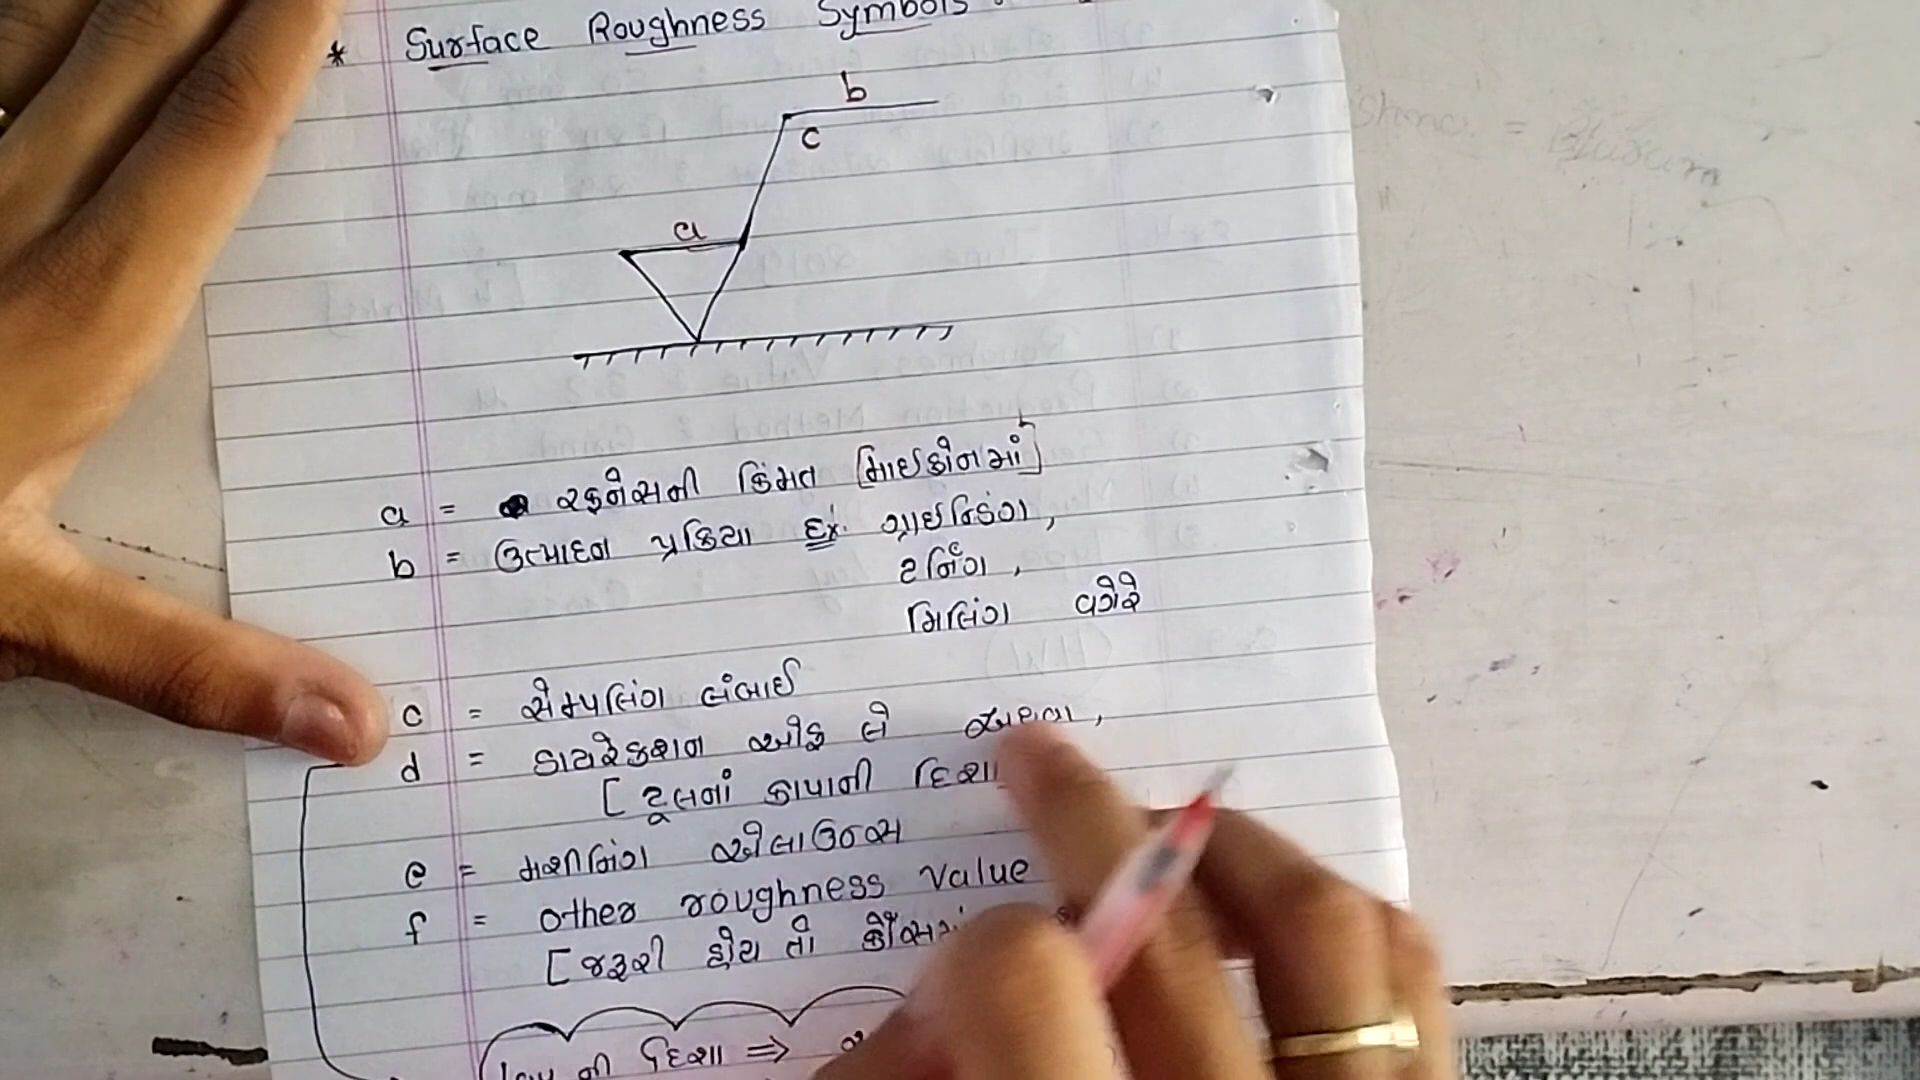 * Surface Roughness Symbols :
b
c
a
a = રફનેસની કિંમત [માઈક્રોનમાં]
b = ઉત્પાદન પ્રક્રિયા Ex. ગ્રાઈન્ડિંગ,
ટર્નિંગ,
મિલિંગ વગેરે
c = સેમ્પલિંગ લંબાઈ
d = ડાયરેક્શન ઓફ લે અથવા,
[ ટૂલનાં કાપાની દિશા
e = મશીનિંગ એલાઉન્સ
f = other roughness value
[ જરૂરી હોય તો
ની દિશા ⇒